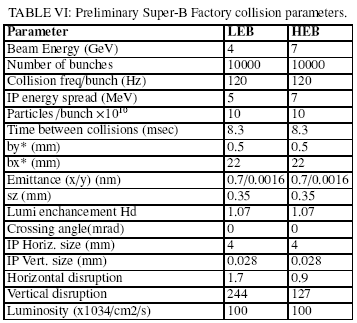 TABLE VI: Preliminary Super-B Factory collision parameters.
Parameter LEB HEB
Beam Energy (GeV) 4 7
Number of bunches 10000 10000
Collision freq/bunch (Hz) 120 120
IP energy spread (MeV) 5 7
Particles /bunch ×10¹⁰ 10 10
Time between collisions (msec) 8.3 8.3
by* (mm) 0.5 0.5
bx* (mm) 22 22
Emittance (x/y) (nm) 0.7/0.0016 0.7/0.0016
sz (mm) 0.35 0.35
Lumi enchancement Hd 1.07 1.07
Crossing angle(mrad) 0 0
IP Horiz. size (mm) 4 4
IP Vert. size (mm) 0.028 0.028
Horizontal disruption 1.7 0.9
Vertical disruption 244 127
Luminosity (x1034/cm2/s) 100 100